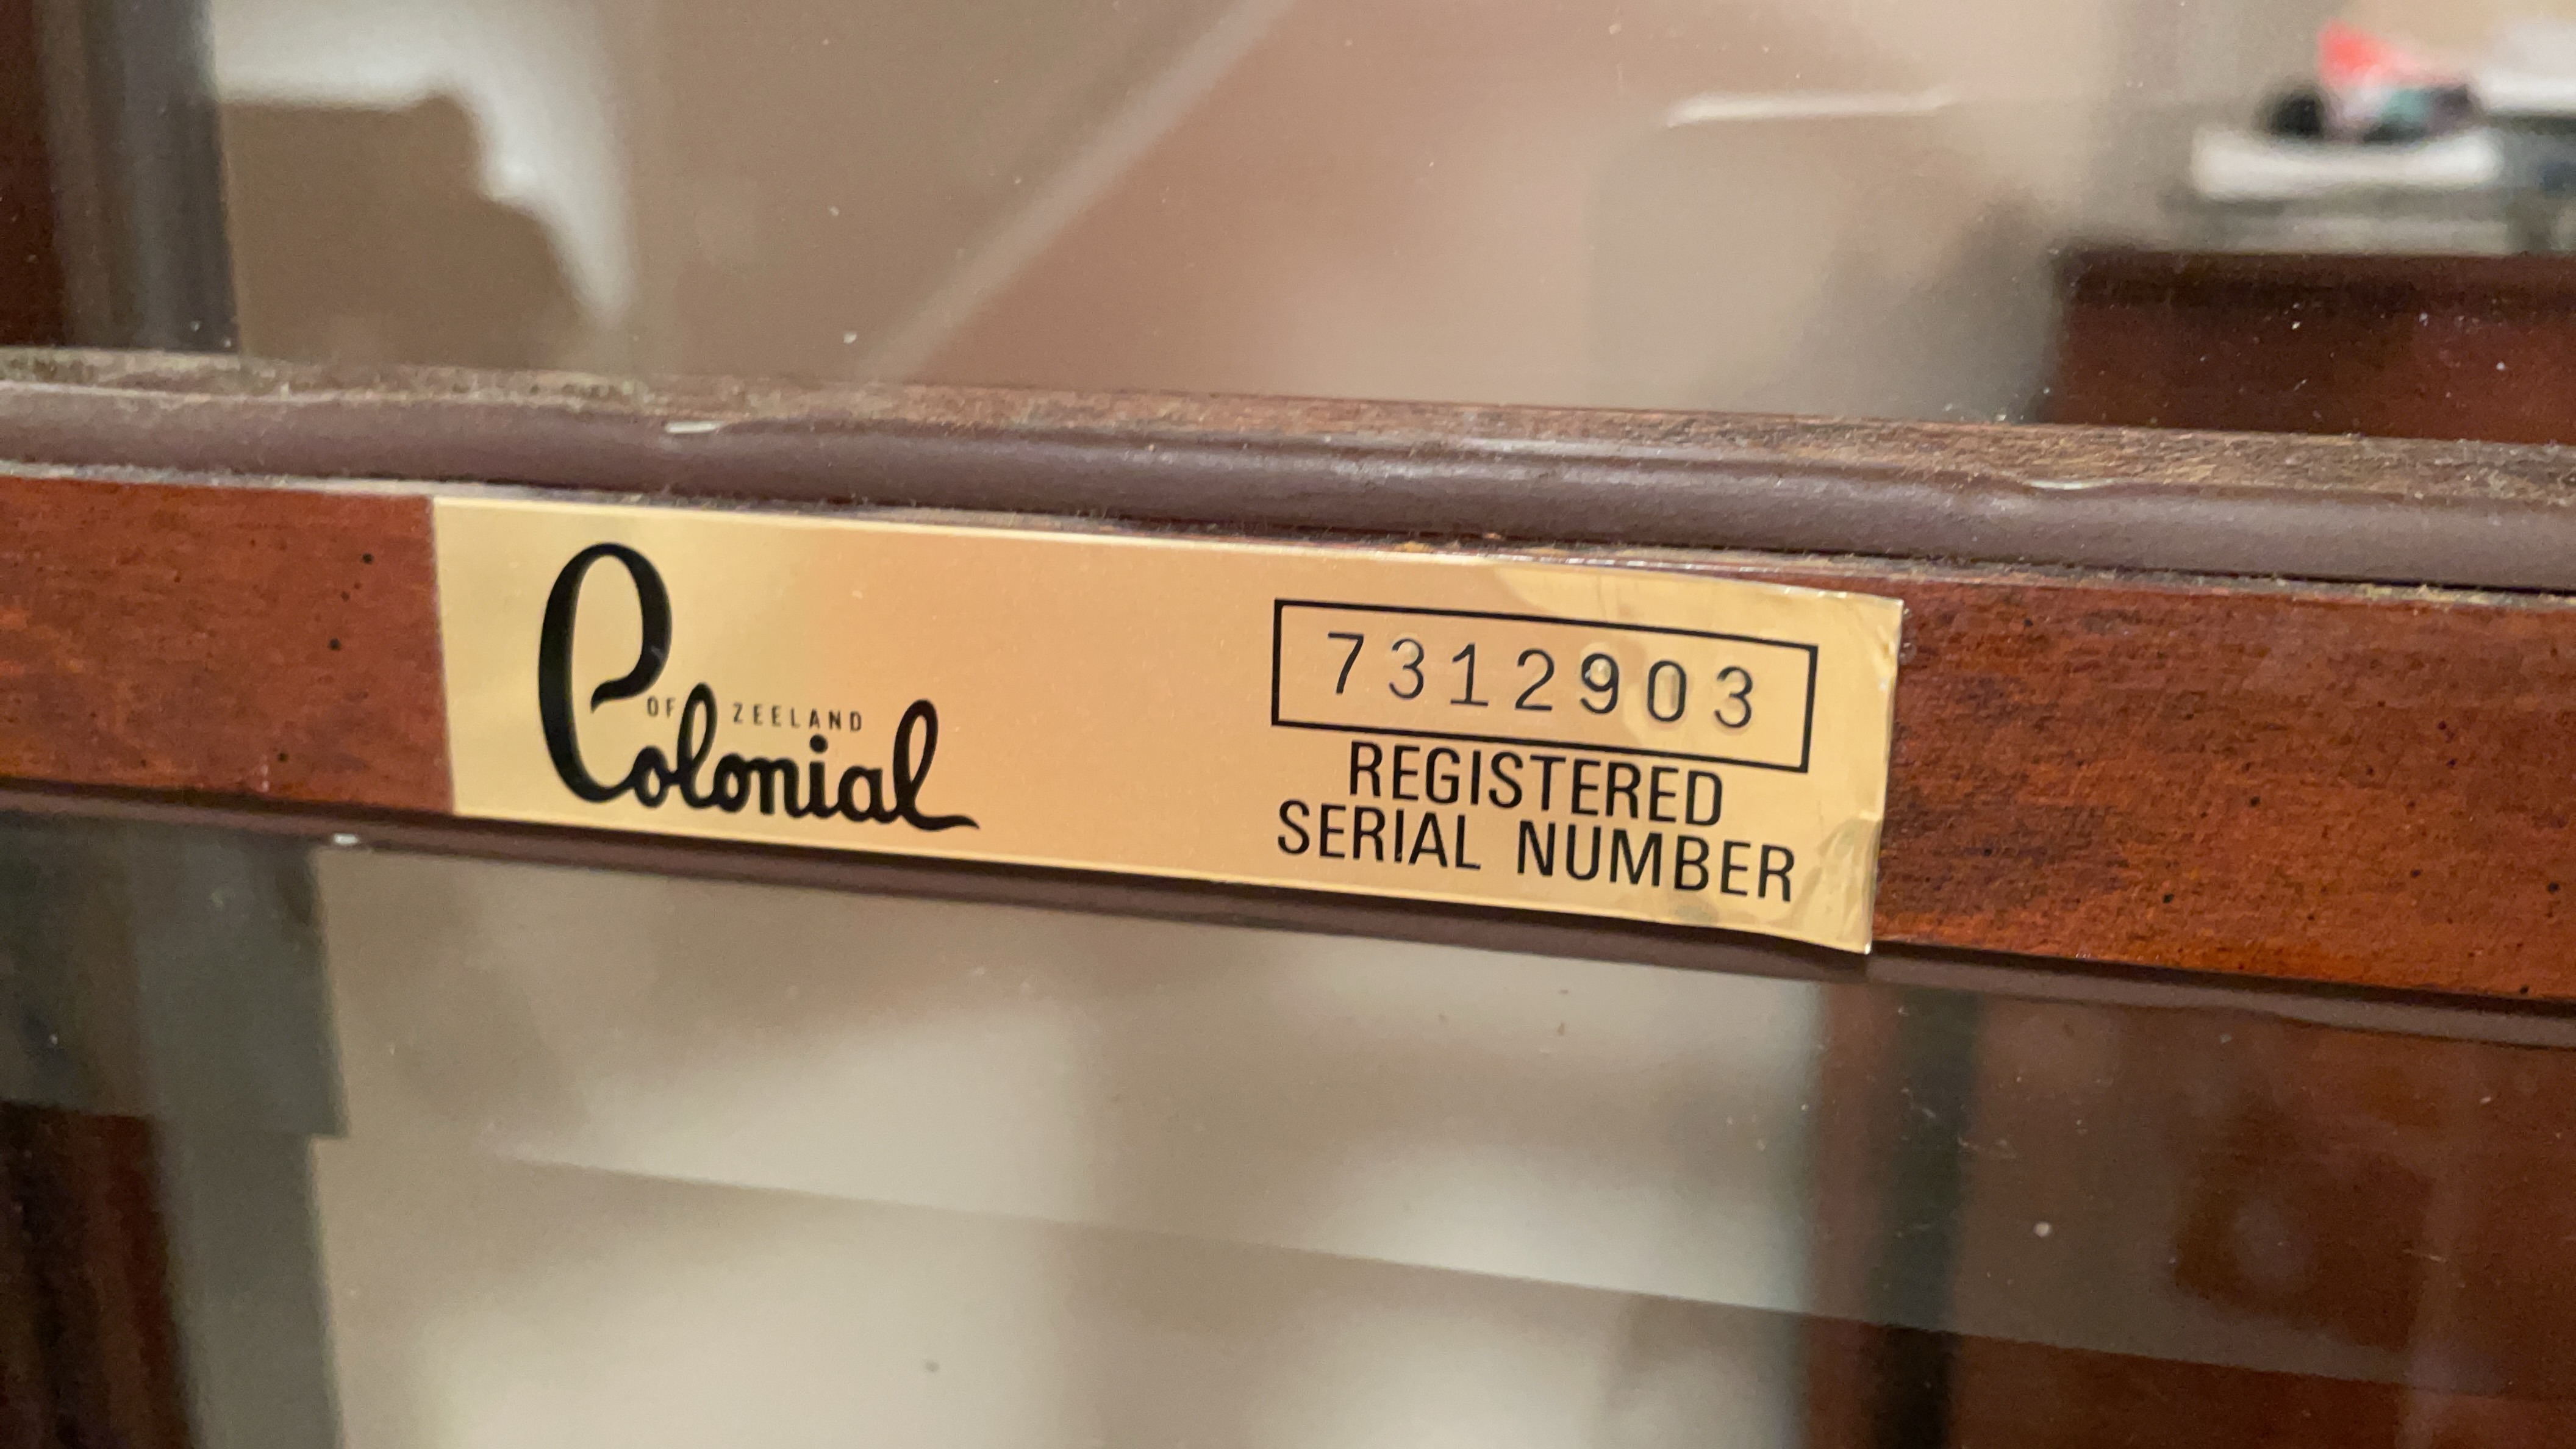 OF ZEELAND
Colonial
7312903
REGISTERED
SERIAL NUMBER